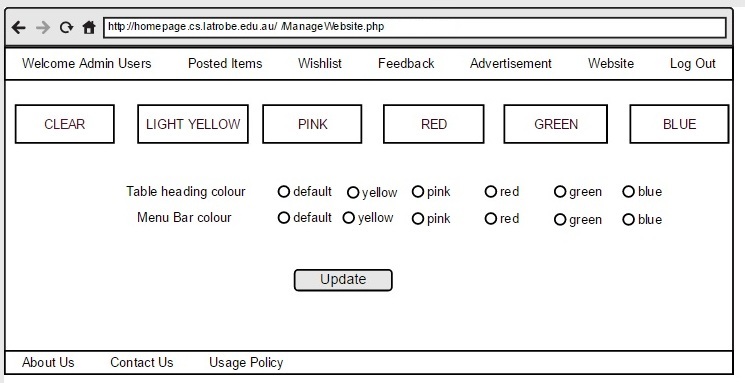 http://homepage.cs.latrobe.edu.au/ /ManageWebsite.php
Welcome Admin Users Posted Items Wishlist Feedback Advertisement Website Log Out
CLEAR LIGHT YELLOW PINK RED GREEN BLUE
Table heading colour default yellow pink red green blue
Menu Bar colour default yellow pink red green blue
Update
About Us Contact Us Usage Policy